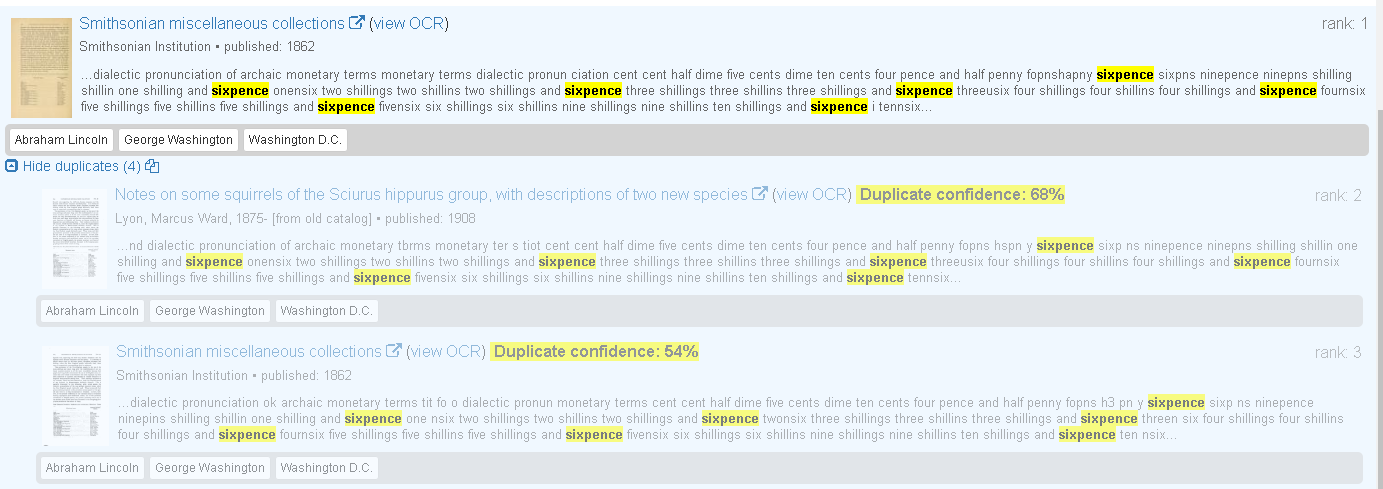 Smithsonian miscellaneous collections (view OCR)
rank: 1
Smithsonian Institution • published: 1862
...dialectic pronunciation of archaic monetary terms monetary terms dialectic pronun ciation cent cent half dime five cents dime ten cents four pence and half penny fopnshapny sixpence sixpns ninepence ninepns shilling
shillin one shilling and sixpence onensix two shillings two shillins two shillings and sixpence three shillings three shillins three shillings and sixpence threeusix four shillings four shillins four shillings and sixpence fournsix
five shillings five shillins five shillings and sixpence fivensix six shillings six shillins nine shillings nine shillins ten shillings and sixpence i tennsix...
Abraham Lincoln George Washington Washington D.C.
Hide duplicates (4)
Notes on some squirrels of the Sciurus hippurus group, with descriptions of two new species (view OCR) Duplicate confidence: 68%
rank: 2
Lyon, Marcus Ward, 1875- [from old catalog] • published: 1908
...nd dialectic pronunciation of archaic monetary tbrms monetary ter s tiot cent cent half dime five cents dime ten cents four pence and half penny fopns hspn y sixpence sixp ns ninepence ninepns shilling shillin one
shilling and sixpence onensix two shillings two shillins two shillings and sixpence three shillings three shillins three shillings and sixpence threeusix four shillings four shillins four shillings and sixpence fournsix
five shillings five shillins five shillings and sixpence fivensix six shillings six shillins nine shillings nine shillins ten shillings and sixpence tennsix...
Abraham Lincoln George Washington Washington D.C.
Smithsonian miscellaneous collections (view OCR) Duplicate confidence: 54%
rank: 3
Smithsonian Institution • published: 1862
...dialectic pronunciation ok archaic monetary terms tit fo o dialectic pronun monetary terms cent cent half dime five cents dime ten cents four pence and half penny fopns h3 pn y sixpence sixp ns ninepence
ninepins shilling shillin one shilling and sixpence one nsix two shillings two shillins two shillings and sixpence twonsix three shillings three shillins three shillings and sixpence threen six four shillings four shillins
four shillings and sixpence fournsix five shillings five shillins five shillings and sixpence fivensix six shillings six shillins nine shillings nine shillins ten shillings and sixpence ten nsix...
Abraham Lincoln George Washington Washington D.C.